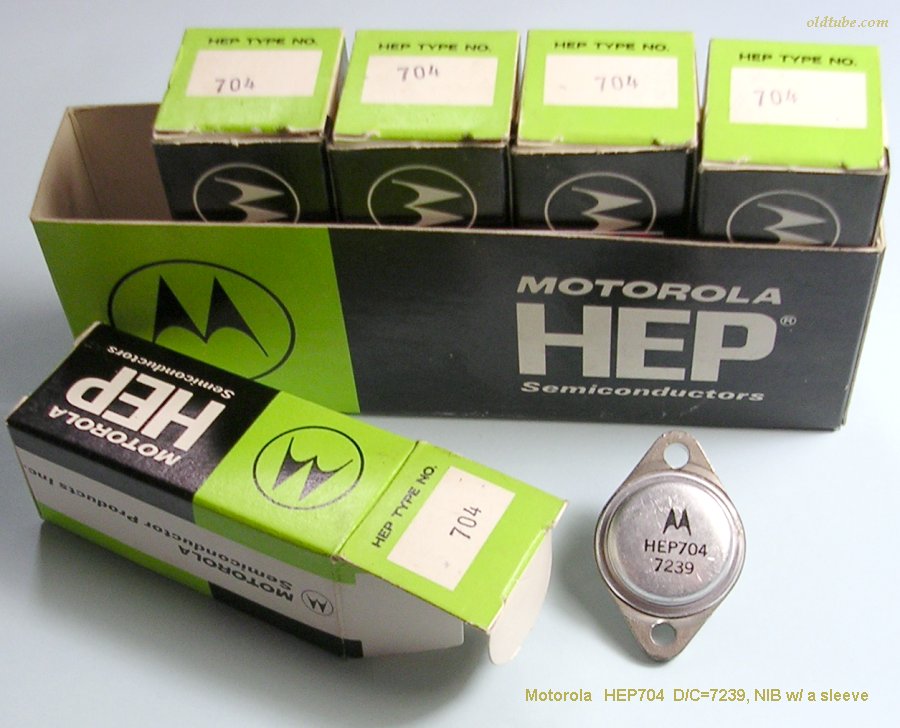 oldtube.com
HEP TYPE NO.
704
HEP TYPE NO.
704
HEP TYPE NO.
704
HEP TYPE NO.
704
MOTOROLA
HEP®
Semiconductors
MOTOROLA
HEP
Semiconductors
HEP TYPE NO.
704
MOTOROLA
Semiconductor Products Inc.
HEP704
7239
Motorola HEP704 D/C=7239, NIB w/ a sleeve